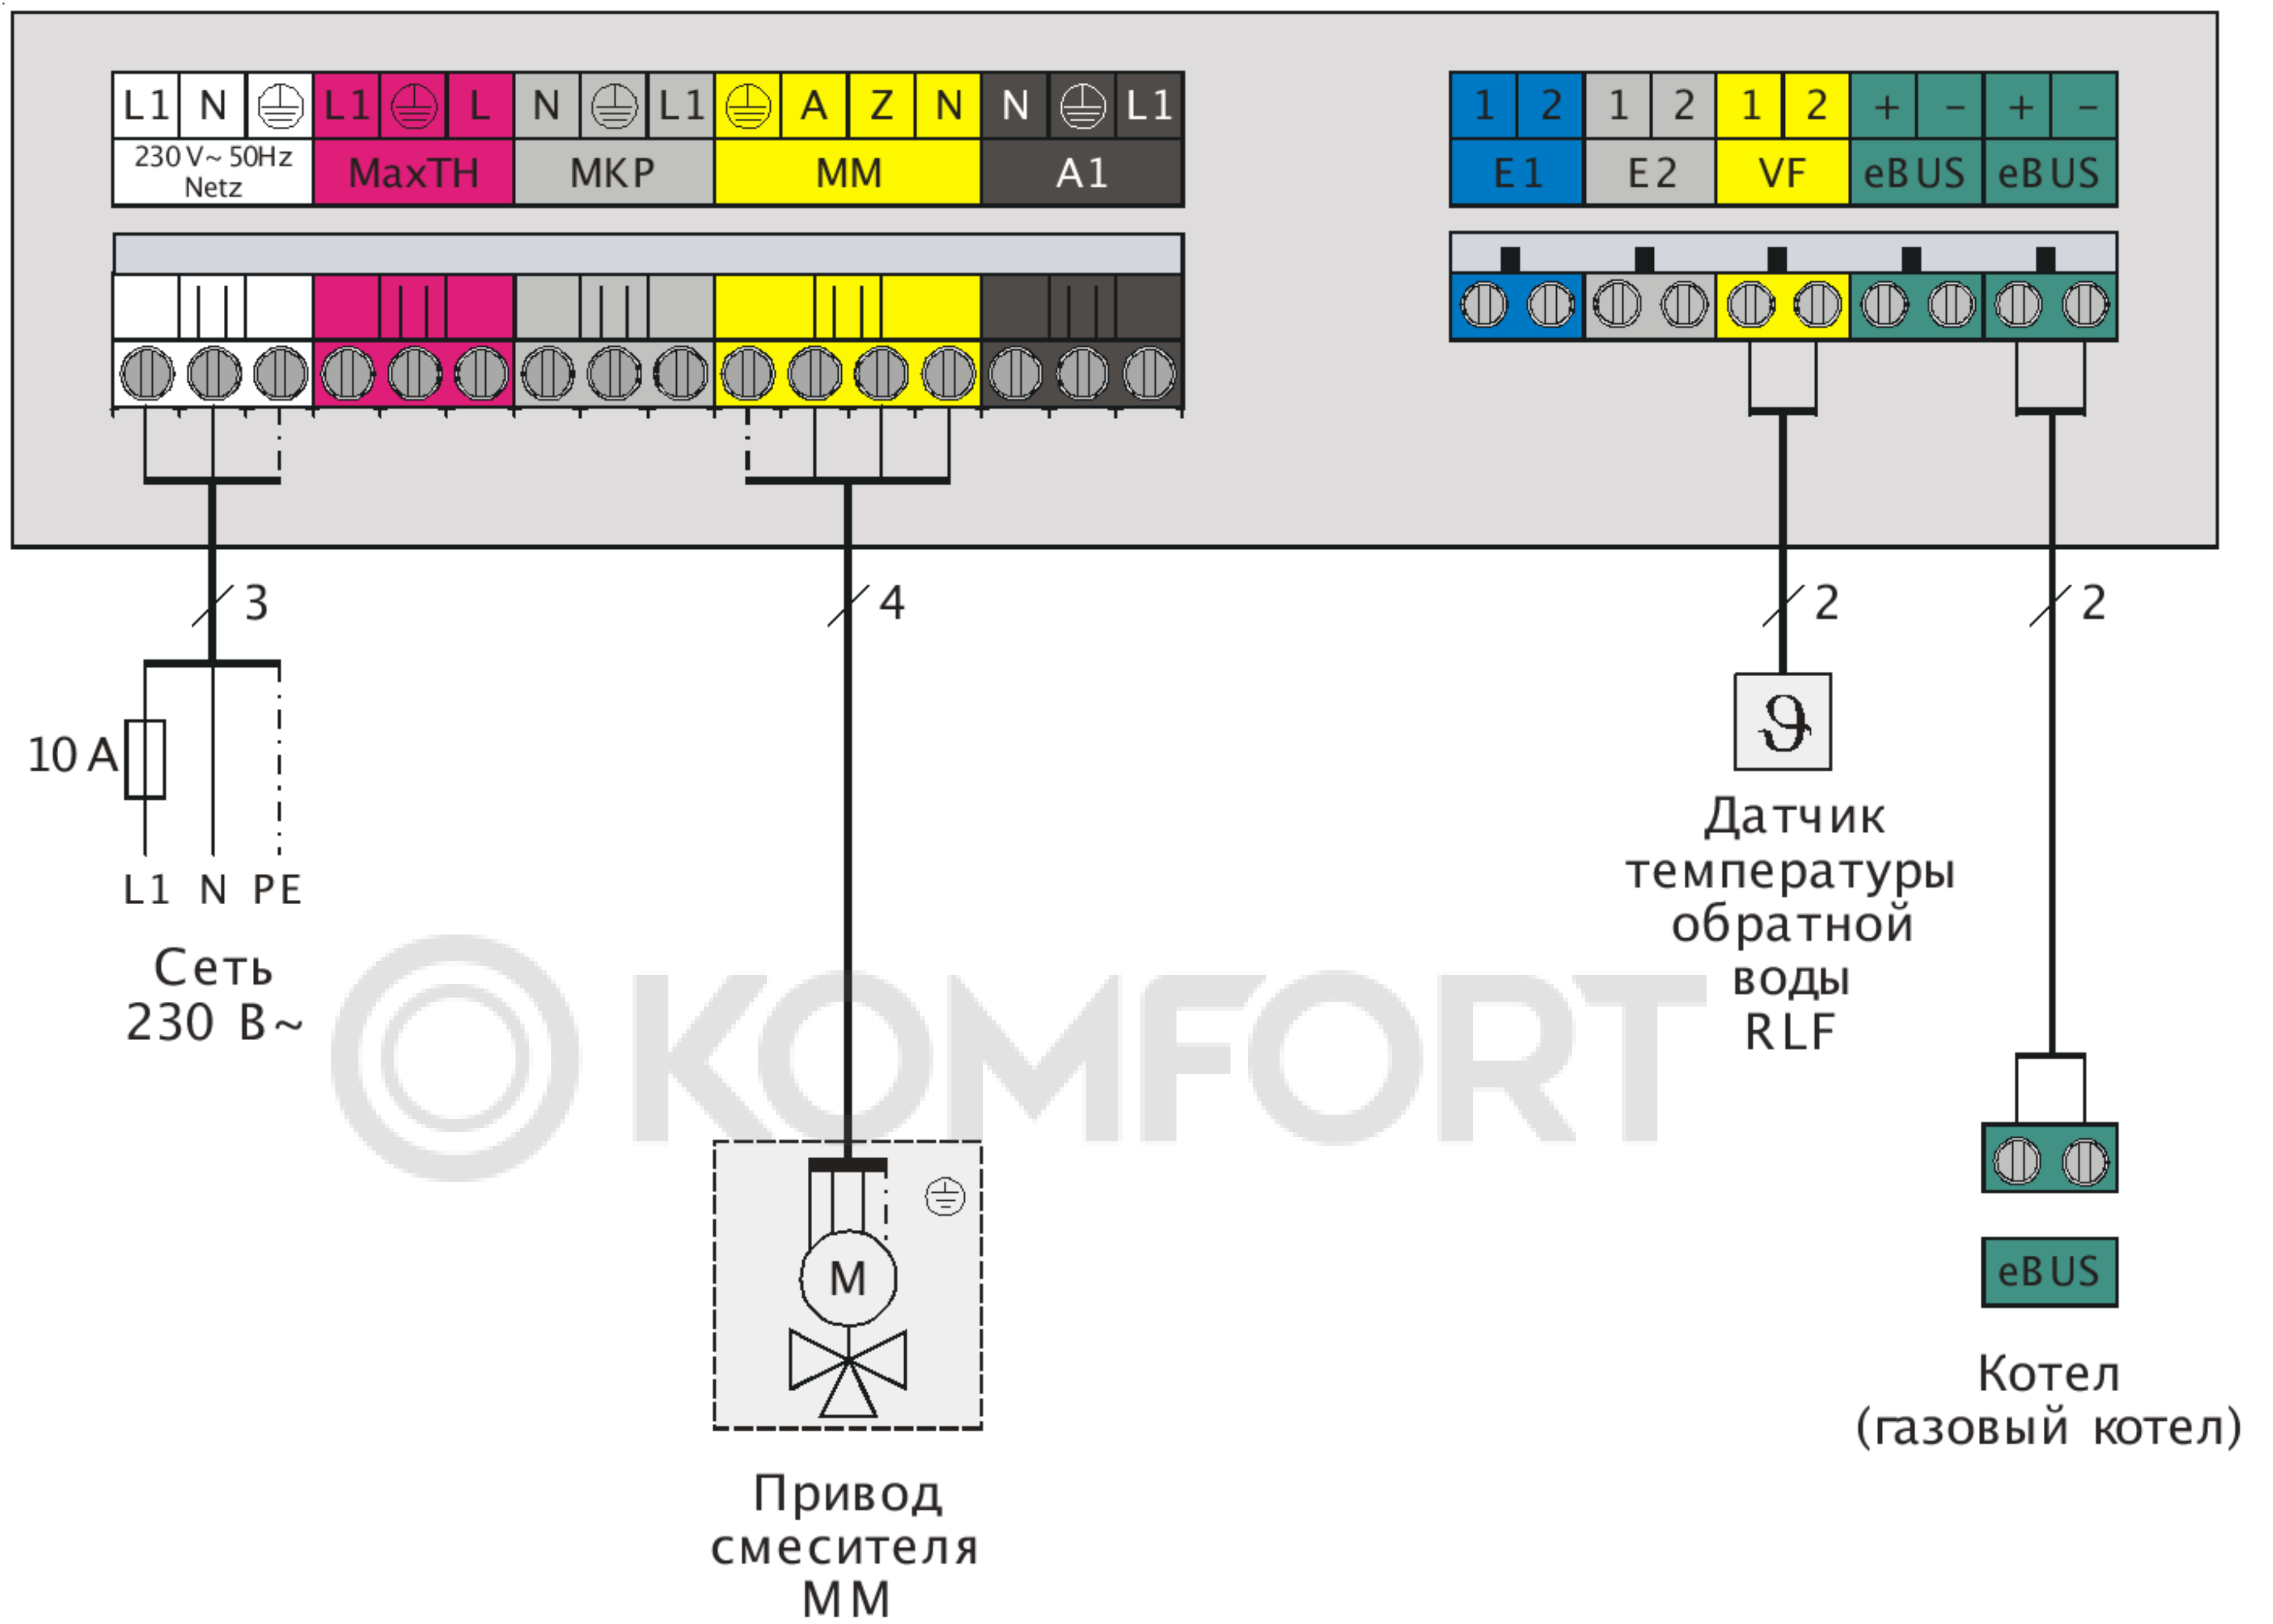 L1 N L1 L N L1 A Z N N L1
230 V~ 50Hz
Netz
MaxTH MKP MM A1
1 2 1 2 1 2 + - + -
E1 E2 VF eBUS eBUS
3
4
2
2
10 A
L1 N PE
Сеть
230 В~
ϑ
Датчик
температуры
обратной
воды
RLF
KOMFORT
M
Привод
смесителя
ММ
eBUS
Котел
(газовый котел)